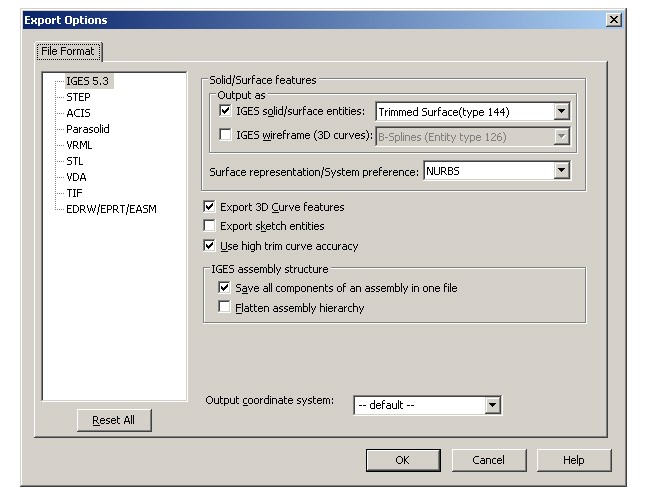 Export Options
File Format
IGES 5.3
STEP
ACIS
Parasolid
VRML
STL
VDA
TIF
EDRW/EPRT/EASM
Reset All
Solid/Surface features
Output as
IGES solid/surface entities: Trimmed Surface(type 144)
IGES wireframe (3D curves): B-Splines (Entity type 126)
Surface representation/System preference: NURBS
Export 3D Curve features
Export sketch entities
Use high trim curve accuracy
IGES assembly structure
Save all components of an assembly in one file
Flatten assembly hierarchy
Output coordinate system: -- default --
OK Cancel Help